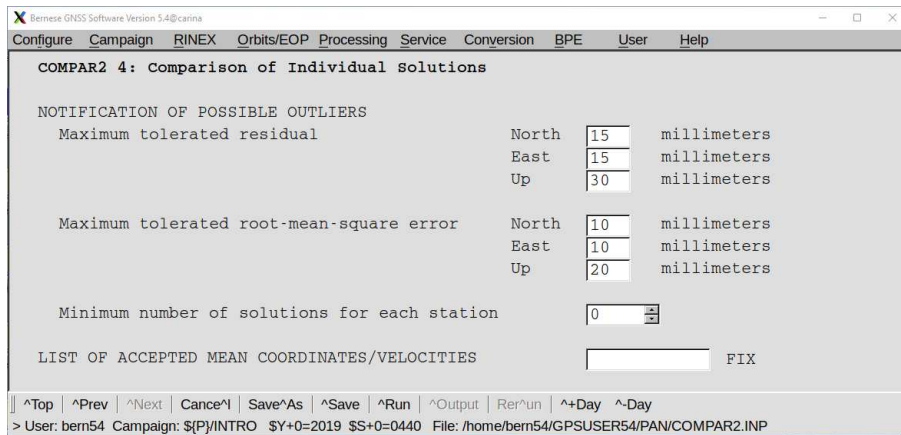 Bernese GNSS Software Version 5.4@carina
Configure Campaign RINEX Orbits/EOP Processing Service Conversion BPE User Help
COMPAR2 4: Comparison of Individual Solutions
NOTIFICATION OF POSSIBLE OUTLIERS
Maximum tolerated residual North 15 millimeters
East 15 millimeters
Up 30 millimeters
Maximum tolerated root-mean-square error North 10 millimeters
East 10 millimeters
Up 20 millimeters
Minimum number of solutions for each station 0
LIST OF ACCEPTED MEAN COORDINATES/VELOCITIES FIX
^Top | ^Prev | ^Next | Cance^l | Save^As | ^Save | ^Run | ^Output | Rer^un | ^+Day ^-Day
> User: bern54 Campaign: ${P}/INTRO $Y+0=2019 $S+0=0440 File: /home/bern54/GPSUSER54/PAN/COMPAR2.INP